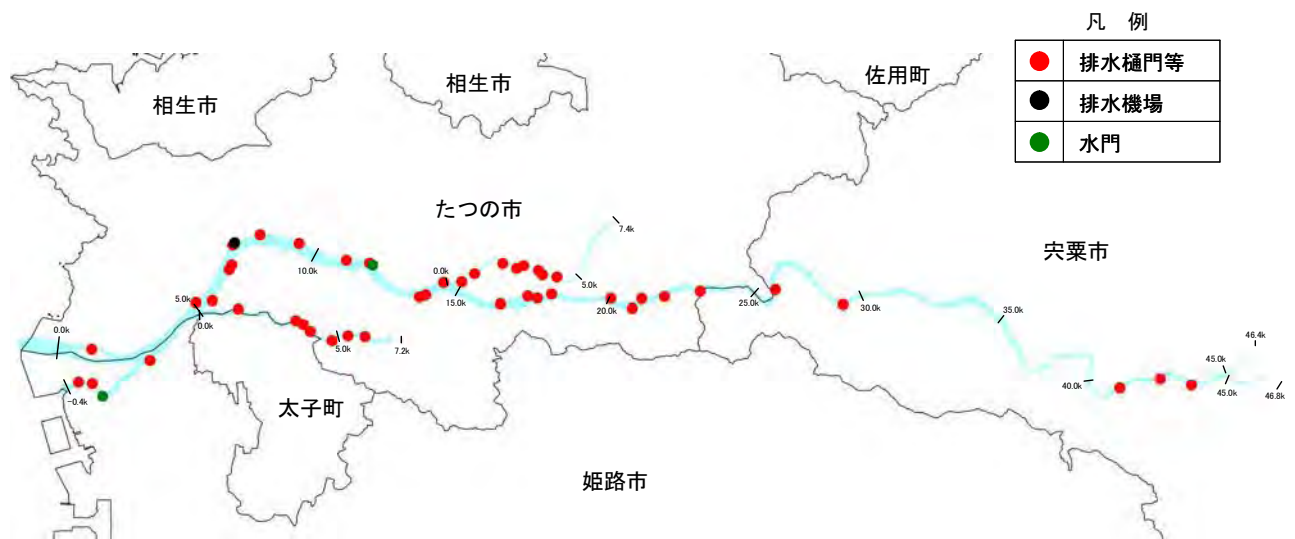 凡 例
排水樋門等
排水機場
水門
相生市
相生市
佐用町
たつの市
宍粟市
太子町
姫路市
7.4k
10.0k
0.0k
15.0k
5.0k
20.0k
25.0k
30.0k
35.0k
40.0k
45.0k
46.4k
45.0k
46.8k
5.0k
0.0k
0.0k
5.0k
7.2k
-0.4k